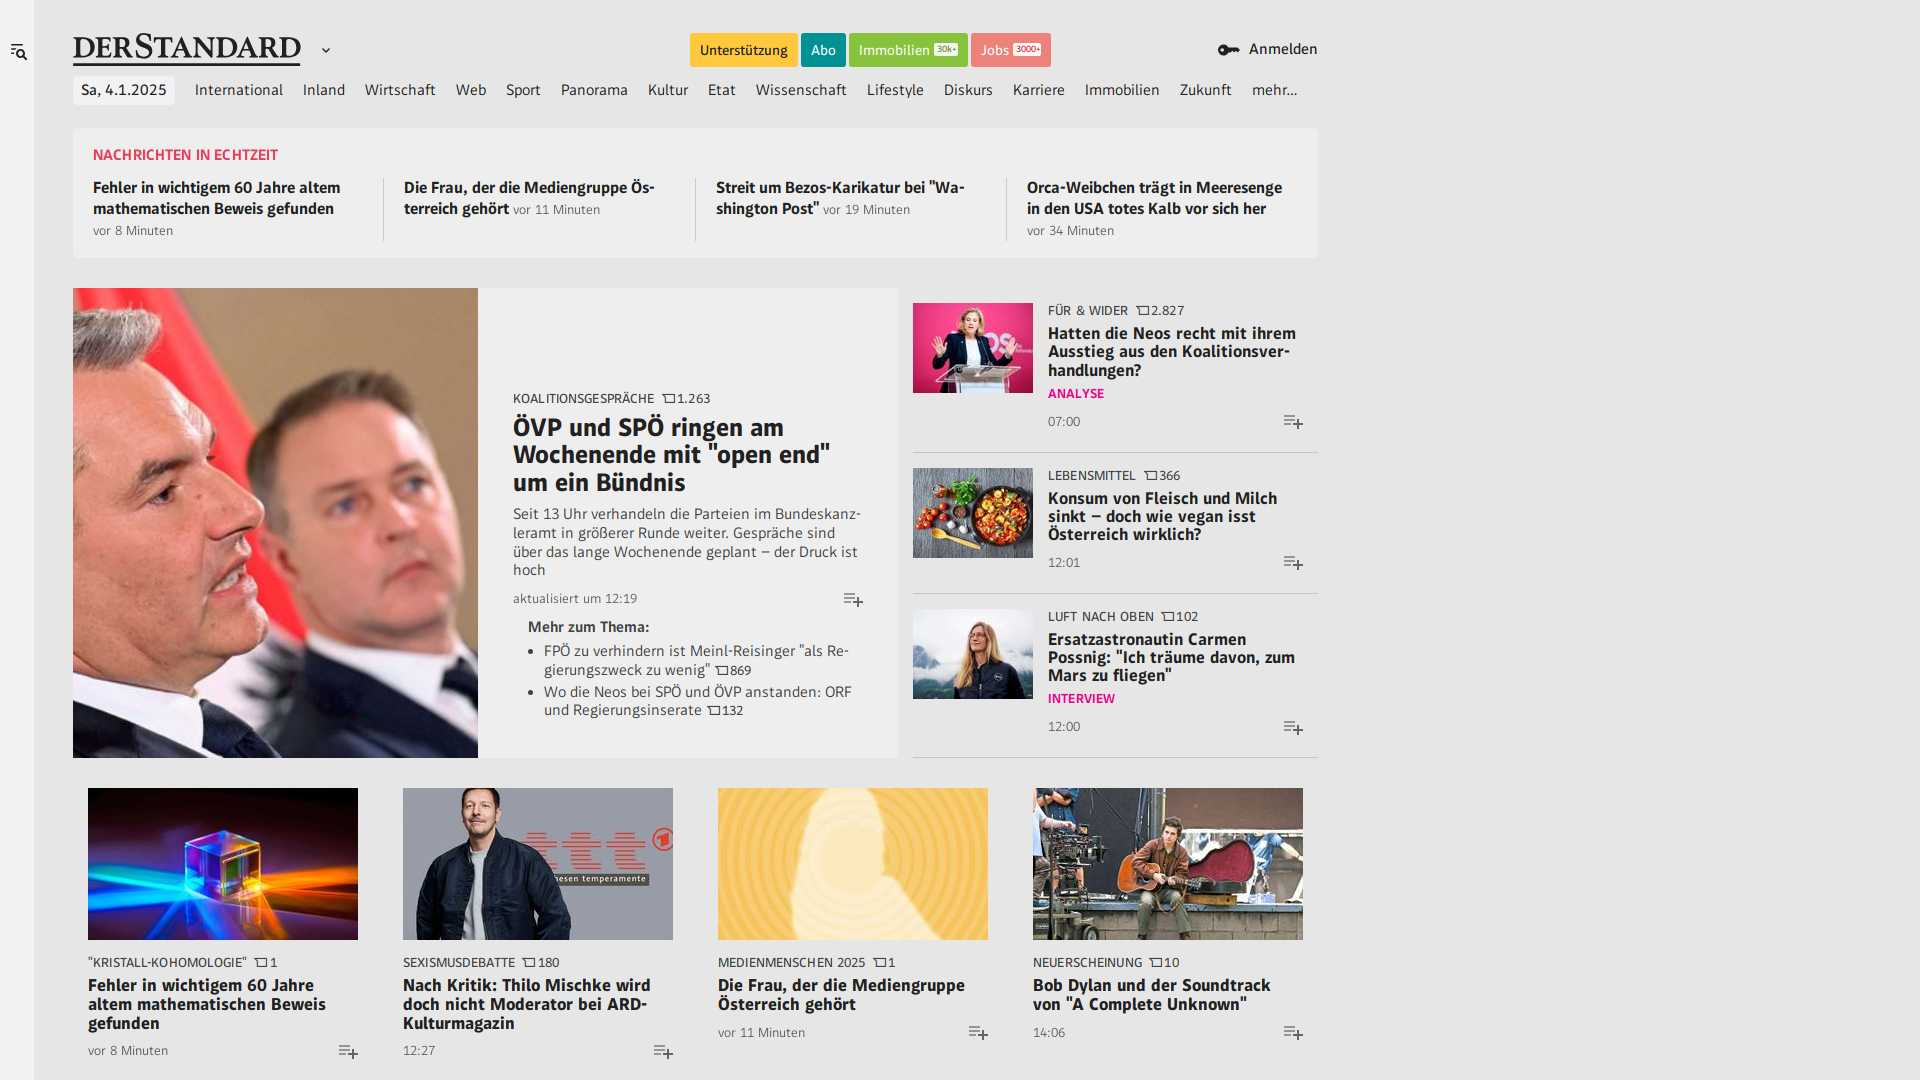 DERSTANDARD
Unterstützung
Abo
Immobilien 30k+
Jobs 3000+
Anmelden
Sa, 4.1.2025
International
Inland
Wirtschaft
Web
Sport
Panorama
Kultur
Etat
Wissenschaft
Lifestyle
Diskurs
Karriere
Immobilien
Zukunft
mehr…
NACHRICHTEN IN ECHTZEIT
Fehler in wichtigem 60 Jahre altem
mathematischen Beweis gefunden
vor 8 Minuten
Die Frau, der die Mediengruppe Ös-
terreich gehört vor 11 Minuten
Streit um Bezos-Karikatur bei "Wa-
shington Post" vor 19 Minuten
Orca-Weibchen trägt in Meeresenge
in den USA totes Kalb vor sich her
vor 34 Minuten
KOALITIONSGESPRÄCHE 1.263
ÖVP und SPÖ ringen am
Wochenende mit "open end"
um ein Bündnis
Seit 13 Uhr verhandeln die Parteien im Bundeskanz-
leramt in größerer Runde weiter. Gespräche sind
über das lange Wochenende geplant – der Druck ist
hoch
aktualisiert um 12:19
Mehr zum Thema:
• FPÖ zu verhindern ist Meinl-Reisinger "als Re-
gierungszweck zu wenig" 869
• Wo die Neos bei SPÖ und ÖVP anstanden: ORF
und Regierungsinserate 132
FÜR & WIDER 2.827
Hatten die Neos recht mit ihrem
Ausstieg aus den Koalitionsver-
handlungen?
ANALYSE
07:00
LEBENSMITTEL 366
Konsum von Fleisch und Milch
sinkt – doch wie vegan isst
Österreich wirklich?
12:01
LUFT NACH OBEN 102
Ersatzastronautin Carmen
Possnig: "Ich träume davon, zum
Mars zu fliegen"
INTERVIEW
12:00
"KRISTALL-KOHOMOLOGIE" 1
Fehler in wichtigem 60 Jahre
altem mathematischen Beweis
gefunden
vor 8 Minuten
ttt
temperamente
SEXISMUSDEBATTE 180
Nach Kritik: Thilo Mischke wird
doch nicht Moderator bei ARD-
Kulturmagazin
12:27
MEDIENMENSCHEN 2025 1
Die Frau, der die Mediengruppe
Österreich gehört
vor 11 Minuten
NEUERSCHEINUNG 10
Bob Dylan und der Soundtrack
von "A Complete Unknown"
14:06